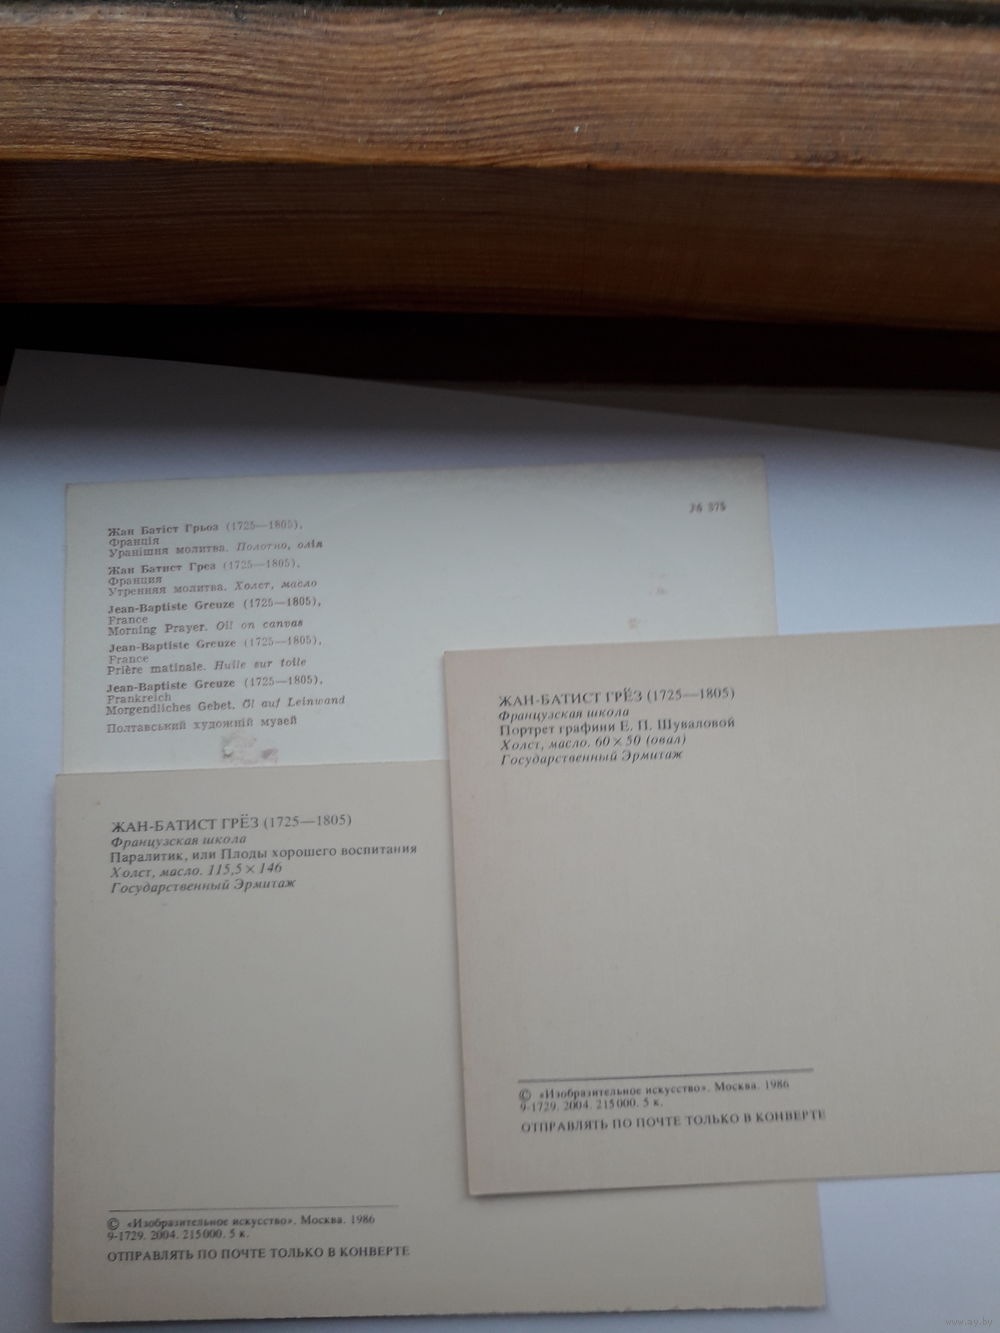 Жан Батіст Грьоз (1725—1805),
Франція
Уранішня молитва. Полотно, олія
Жан Батист Грез (1725—1805),
Франция
Утренняя молитва. Холст, масло
Jean-Baptiste Greuze (1725—1805),
France
Morning Prayer. Oil on canvas
Jean-Baptiste Greuze (1725—1805),
France
Prière matinale. Huile sur toile
Jean-Baptiste Greuze (1725—1805),
Frankreich
Morgendliches Gebet. Öl auf Leinwand
Полтавський художній музей
ЖАН-БАТИСТ ГРЁЗ (1725—1805)
Французская школа
Портрет графини Е. П. Шуваловой
Холст, масло. 60 × 50 (овал)
Государственный Эрмитаж
© «Изобразительное искусство». Москва. 1986
9-1729. 2004. 215000. 5 к.
ОТПРАВЛЯТЬ ПО ПОЧТЕ ТОЛЬКО В КОНВЕРТЕ
ЖАН-БАТИСТ ГРЁЗ (1725—1805)
Французская школа
Паралитик, или Плоды хорошего воспитания
Холст, масло. 115,5 × 146
Государственный Эрмитаж
© «Изобразительное искусство». Москва. 1986
9-1729. 2004. 215000. 5 к.
ОТПРАВЛЯТЬ ПО ПОЧТЕ ТОЛЬКО В КОНВЕРТЕ
www.ay.by